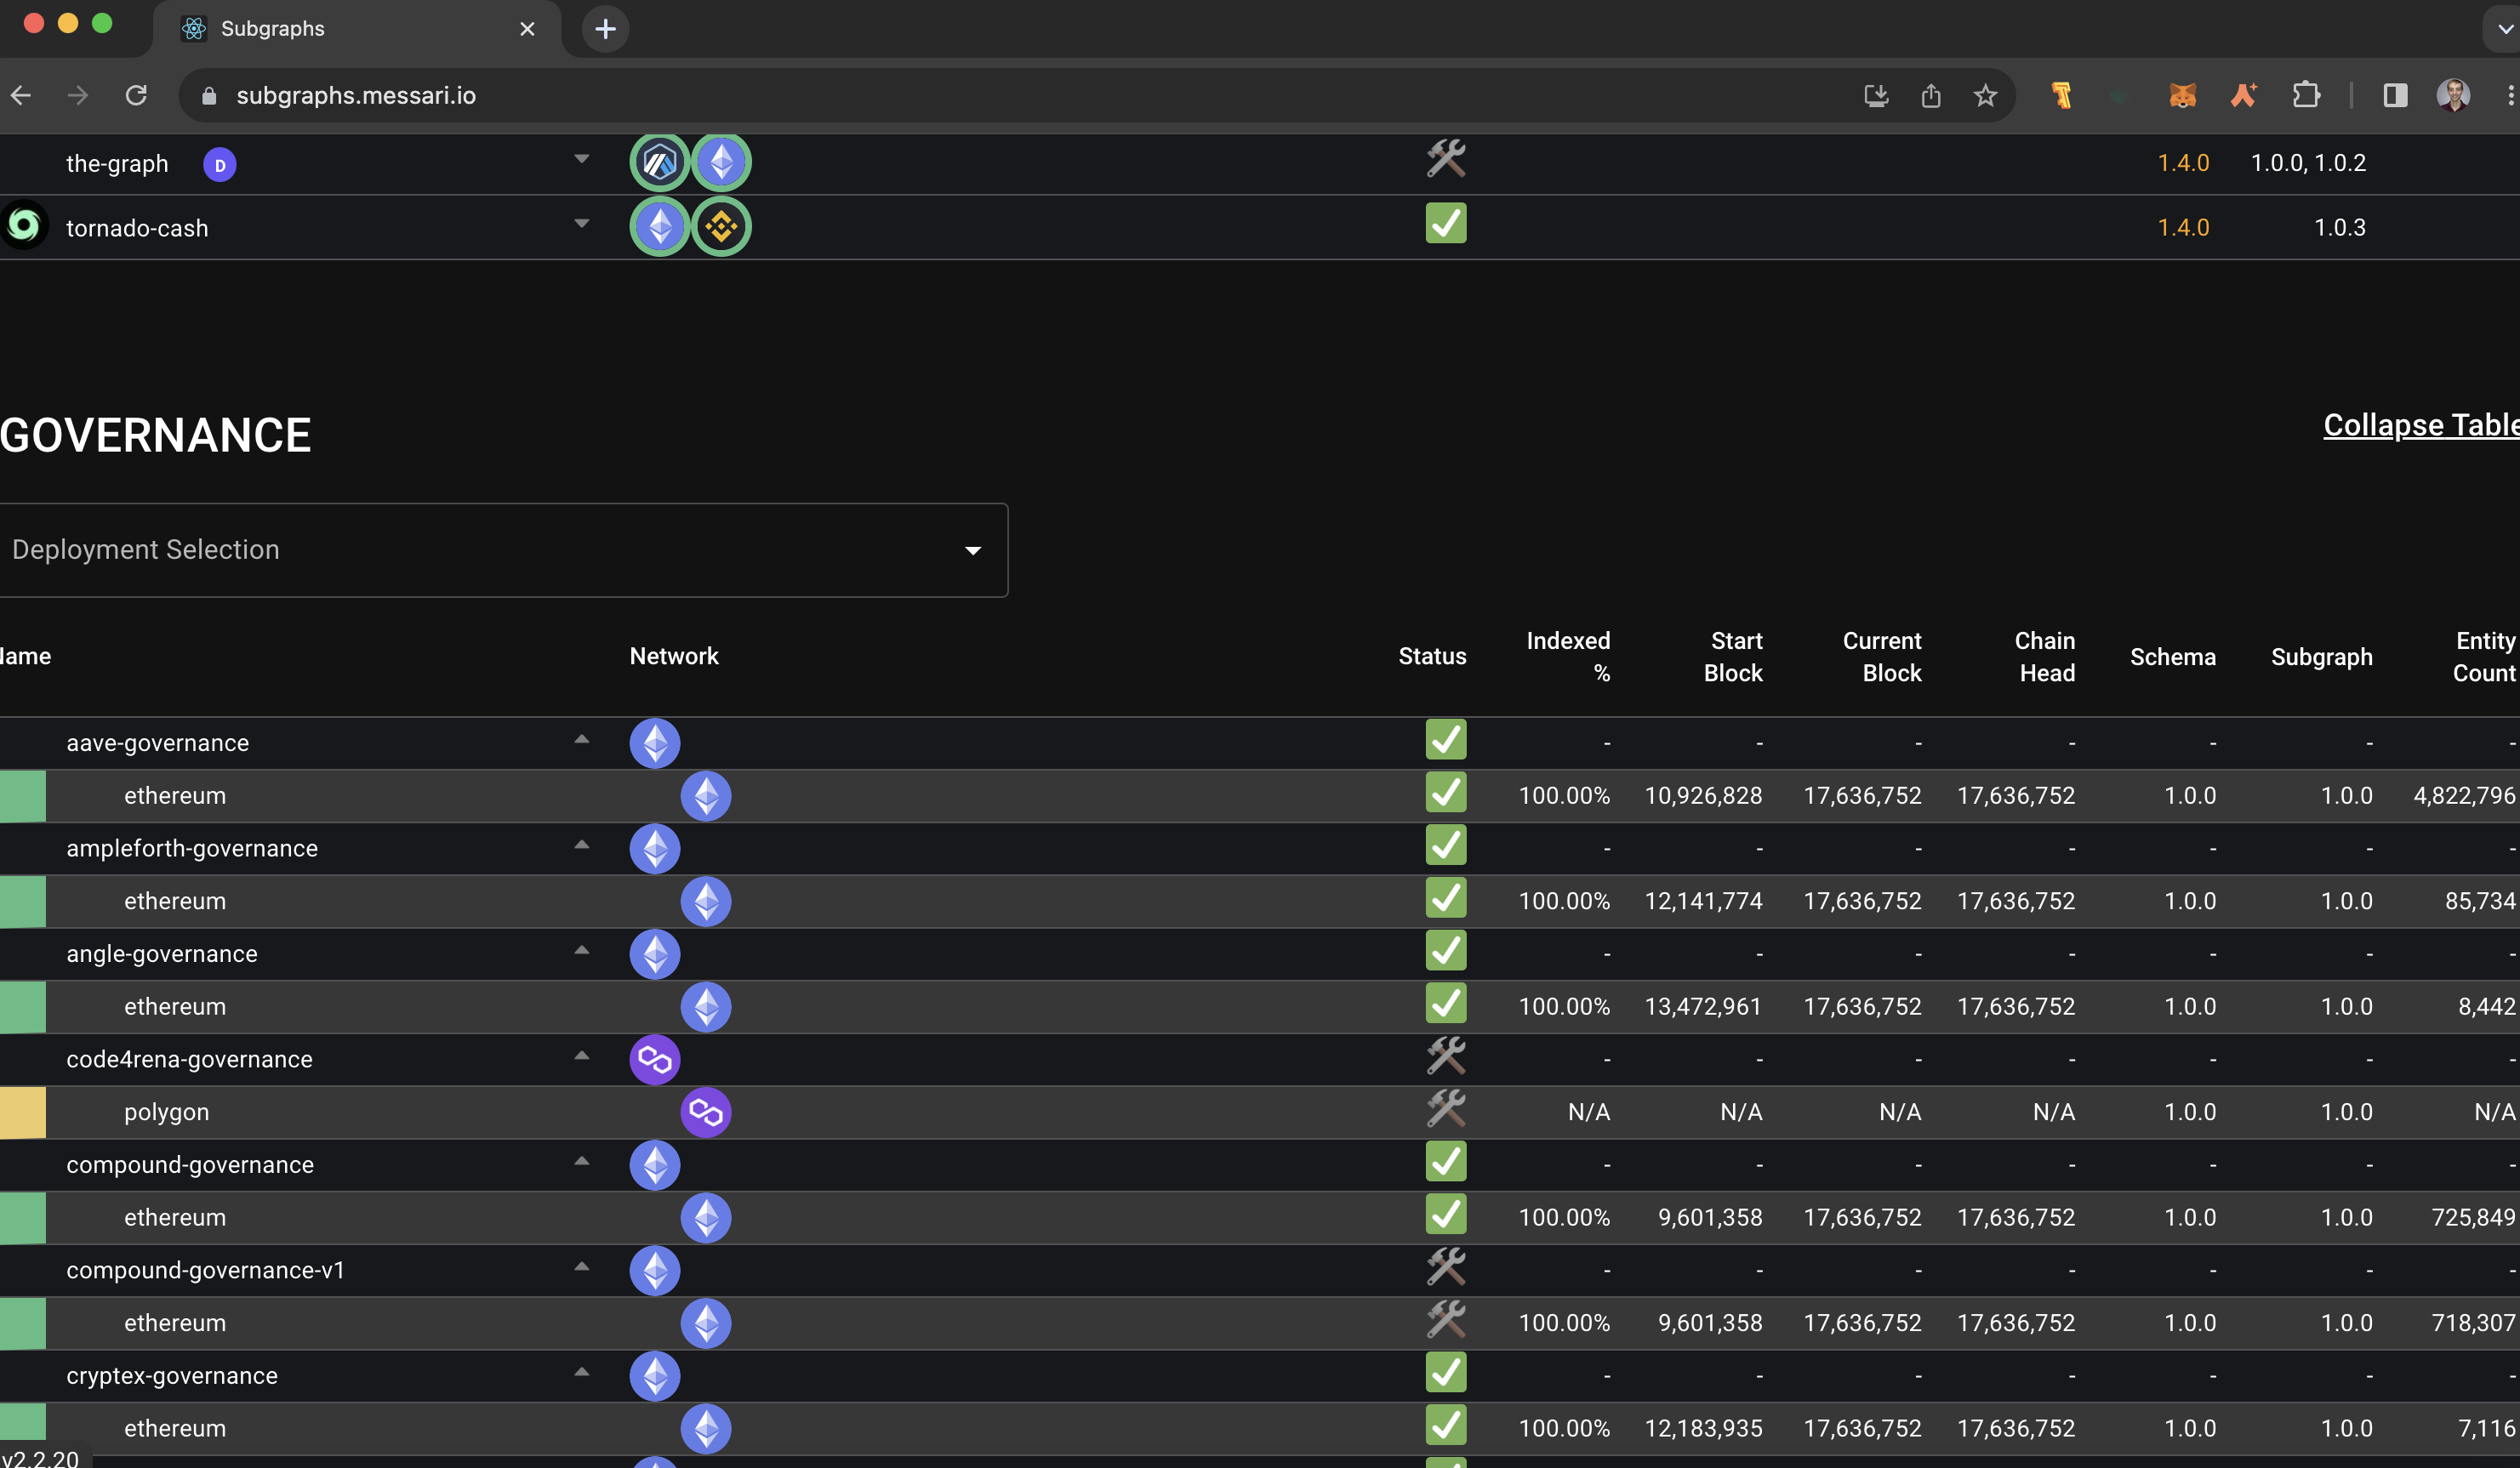 Subgraphs
subgraphs.messari.io
the-graph D 1.4.0 1.0.0, 1.0.2
tornado-cash 1.4.0 1.0.3
GOVERNANCE
Collapse Table
Deployment Selection
Name Network Status Indexed % Start Block Current Block Chain Head Schema Subgraph Entity Count
aave-governance - - - - - - -
ethereum 100.00% 10,926,828 17,636,752 17,636,752 1.0.0 1.0.0 4,822,796
ampleforth-governance - - - - - - -
ethereum 100.00% 12,141,774 17,636,752 17,636,752 1.0.0 1.0.0 85,734
angle-governance - - - - - - -
ethereum 100.00% 13,472,961 17,636,752 17,636,752 1.0.0 1.0.0 8,442
code4rena-governance - - - - - - -
polygon N/A N/A N/A N/A 1.0.0 1.0.0 N/A
compound-governance - - - - - - -
ethereum 100.00% 9,601,358 17,636,752 17,636,752 1.0.0 1.0.0 725,849
compound-governance-v1 - - - - - - -
ethereum 100.00% 9,601,358 17,636,752 17,636,752 1.0.0 1.0.0 718,307
cryptex-governance - - - - - - -
ethereum 100.00% 12,183,935 17,636,752 17,636,752 1.0.0 1.0.0 7,116
v2.2.20